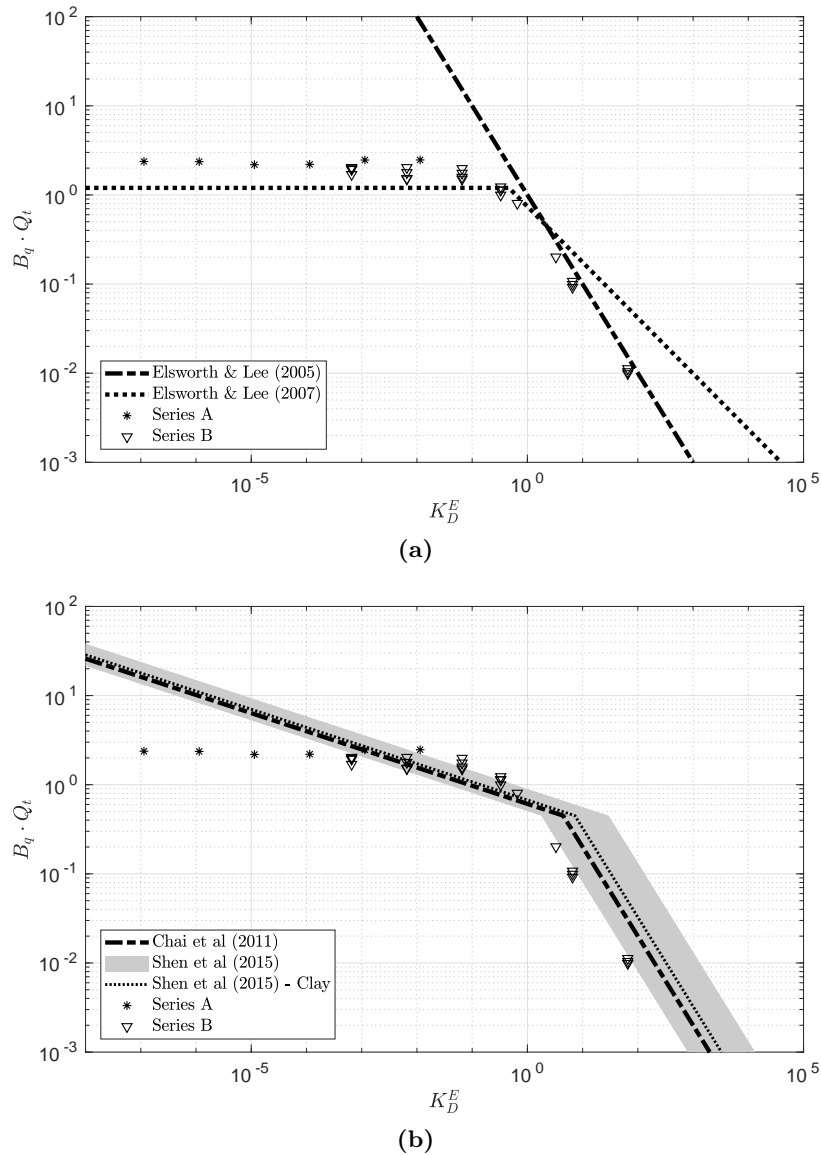 10^2
10^1
10^0
10^-1
10^-2
10^-3
B_q · Q_t
Elsworth & Lee (2005)
Elsworth & Lee (2007)
Series A
Series B
10^-5
10^0
10^5
K_D^E
(a)
10^2
10^1
10^0
10^-1
10^-2
10^-3
B_q · Q_t
Chai et al (2011)
Shen et al (2015)
Shen et al (2015) - Clay
Series A
Series B
10^-5
10^0
10^5
K_D^E
(b)